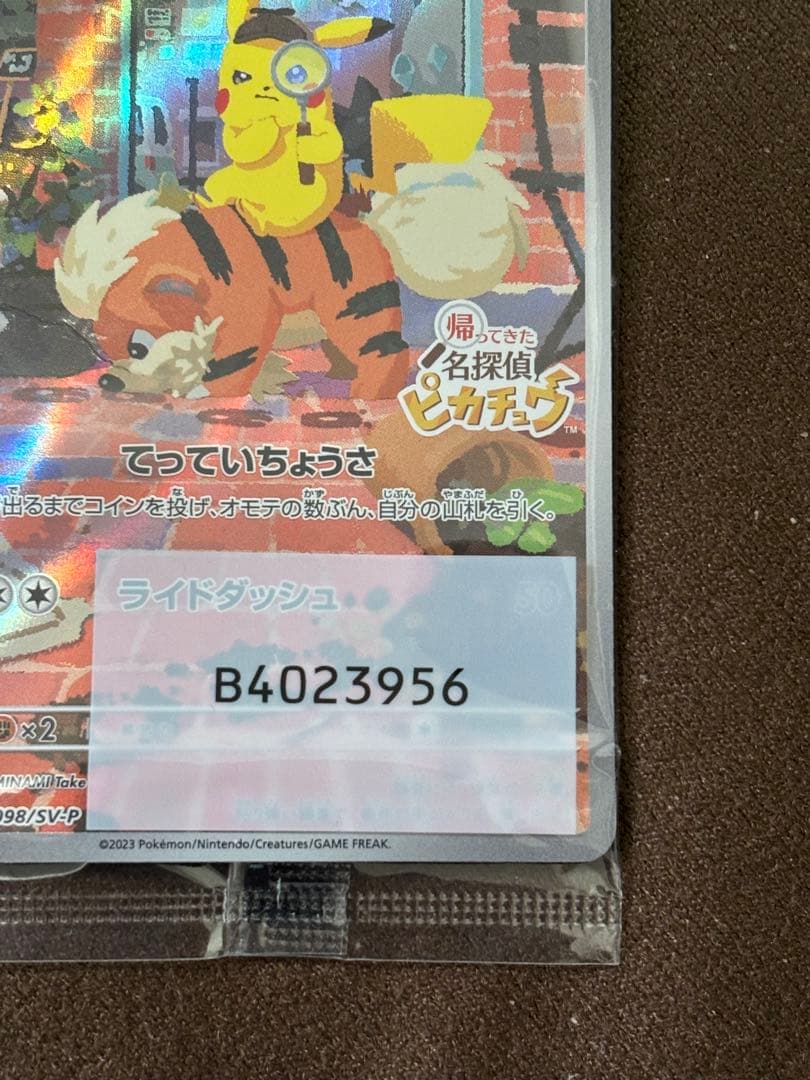 帰ってきた
名探偵
ピカチュウ
TM
てっていちょうさ
出るまでコインを投げ、オモテの数ぶん、自分の山札を引く。
ライドダッシュ 50
B4023956
×2
MINAMI Take
098/SV-P
©2023 Pokémon/Nintendo/Creatures/GAME FREAK.